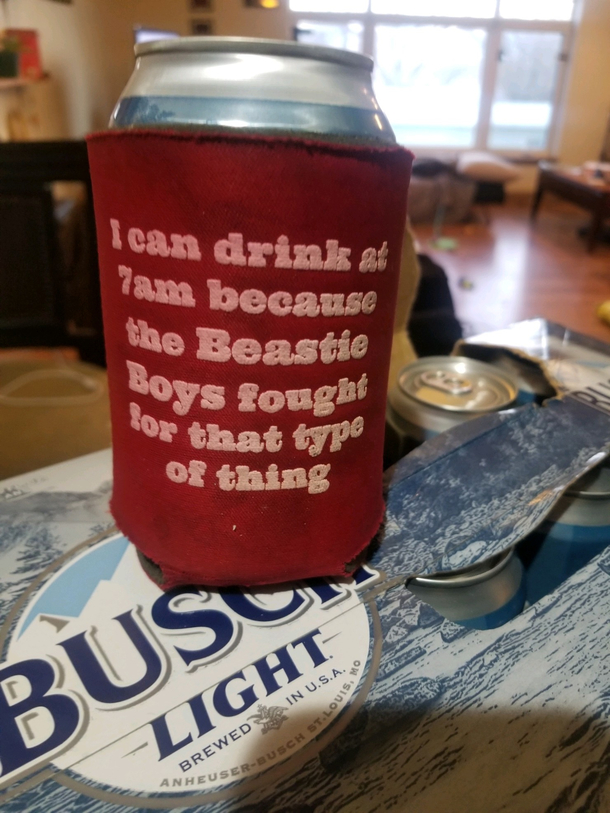 I can drink at
7am because
the Beastie
Boys fought
for that type
of thing
BUSCH
LIGHT
BREWED IN U.S.A.
ANHEUSER-BUSCH ST. LOUIS, MO